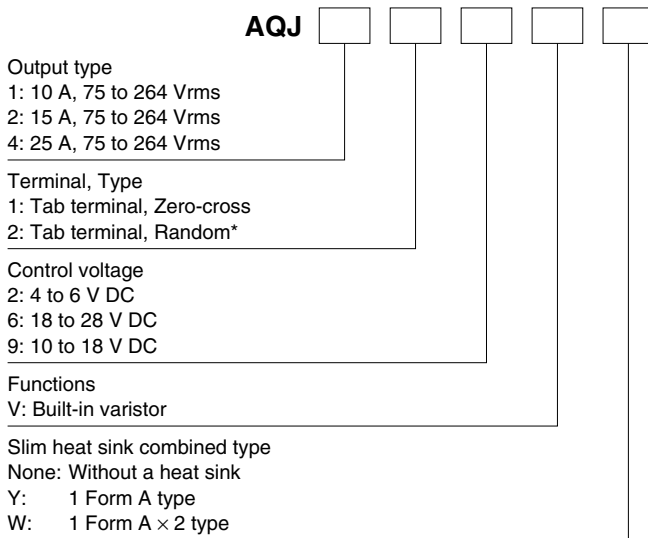 AQJ
Output type
1: 10 A, 75 to 264 Vrms
2: 15 A, 75 to 264 Vrms
4: 25 A, 75 to 264 Vrms
Terminal, Type
1: Tab terminal, Zero-cross
2: Tab terminal, Random*
Control voltage
2: 4 to 6 V DC
6: 18 to 28 V DC
9: 10 to 18 V DC
Functions
V: Built-in varistor
Slim heat sink combined type
None: Without a heat sink
Y: 1 Form A type
W: 1 Form A × 2 type